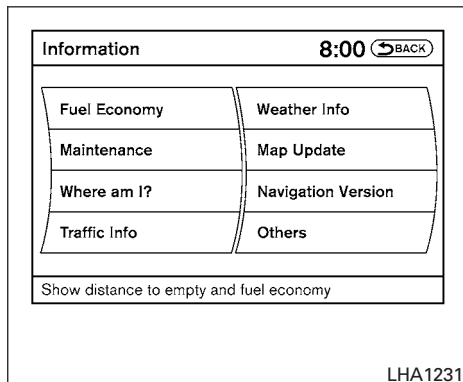 Information 8:00 BACK
Fuel Economy Weather Info
Maintenance Map Update
Where am I? Navigation Version
Traffic Info Others
Show distance to empty and fuel economy
LHA1231